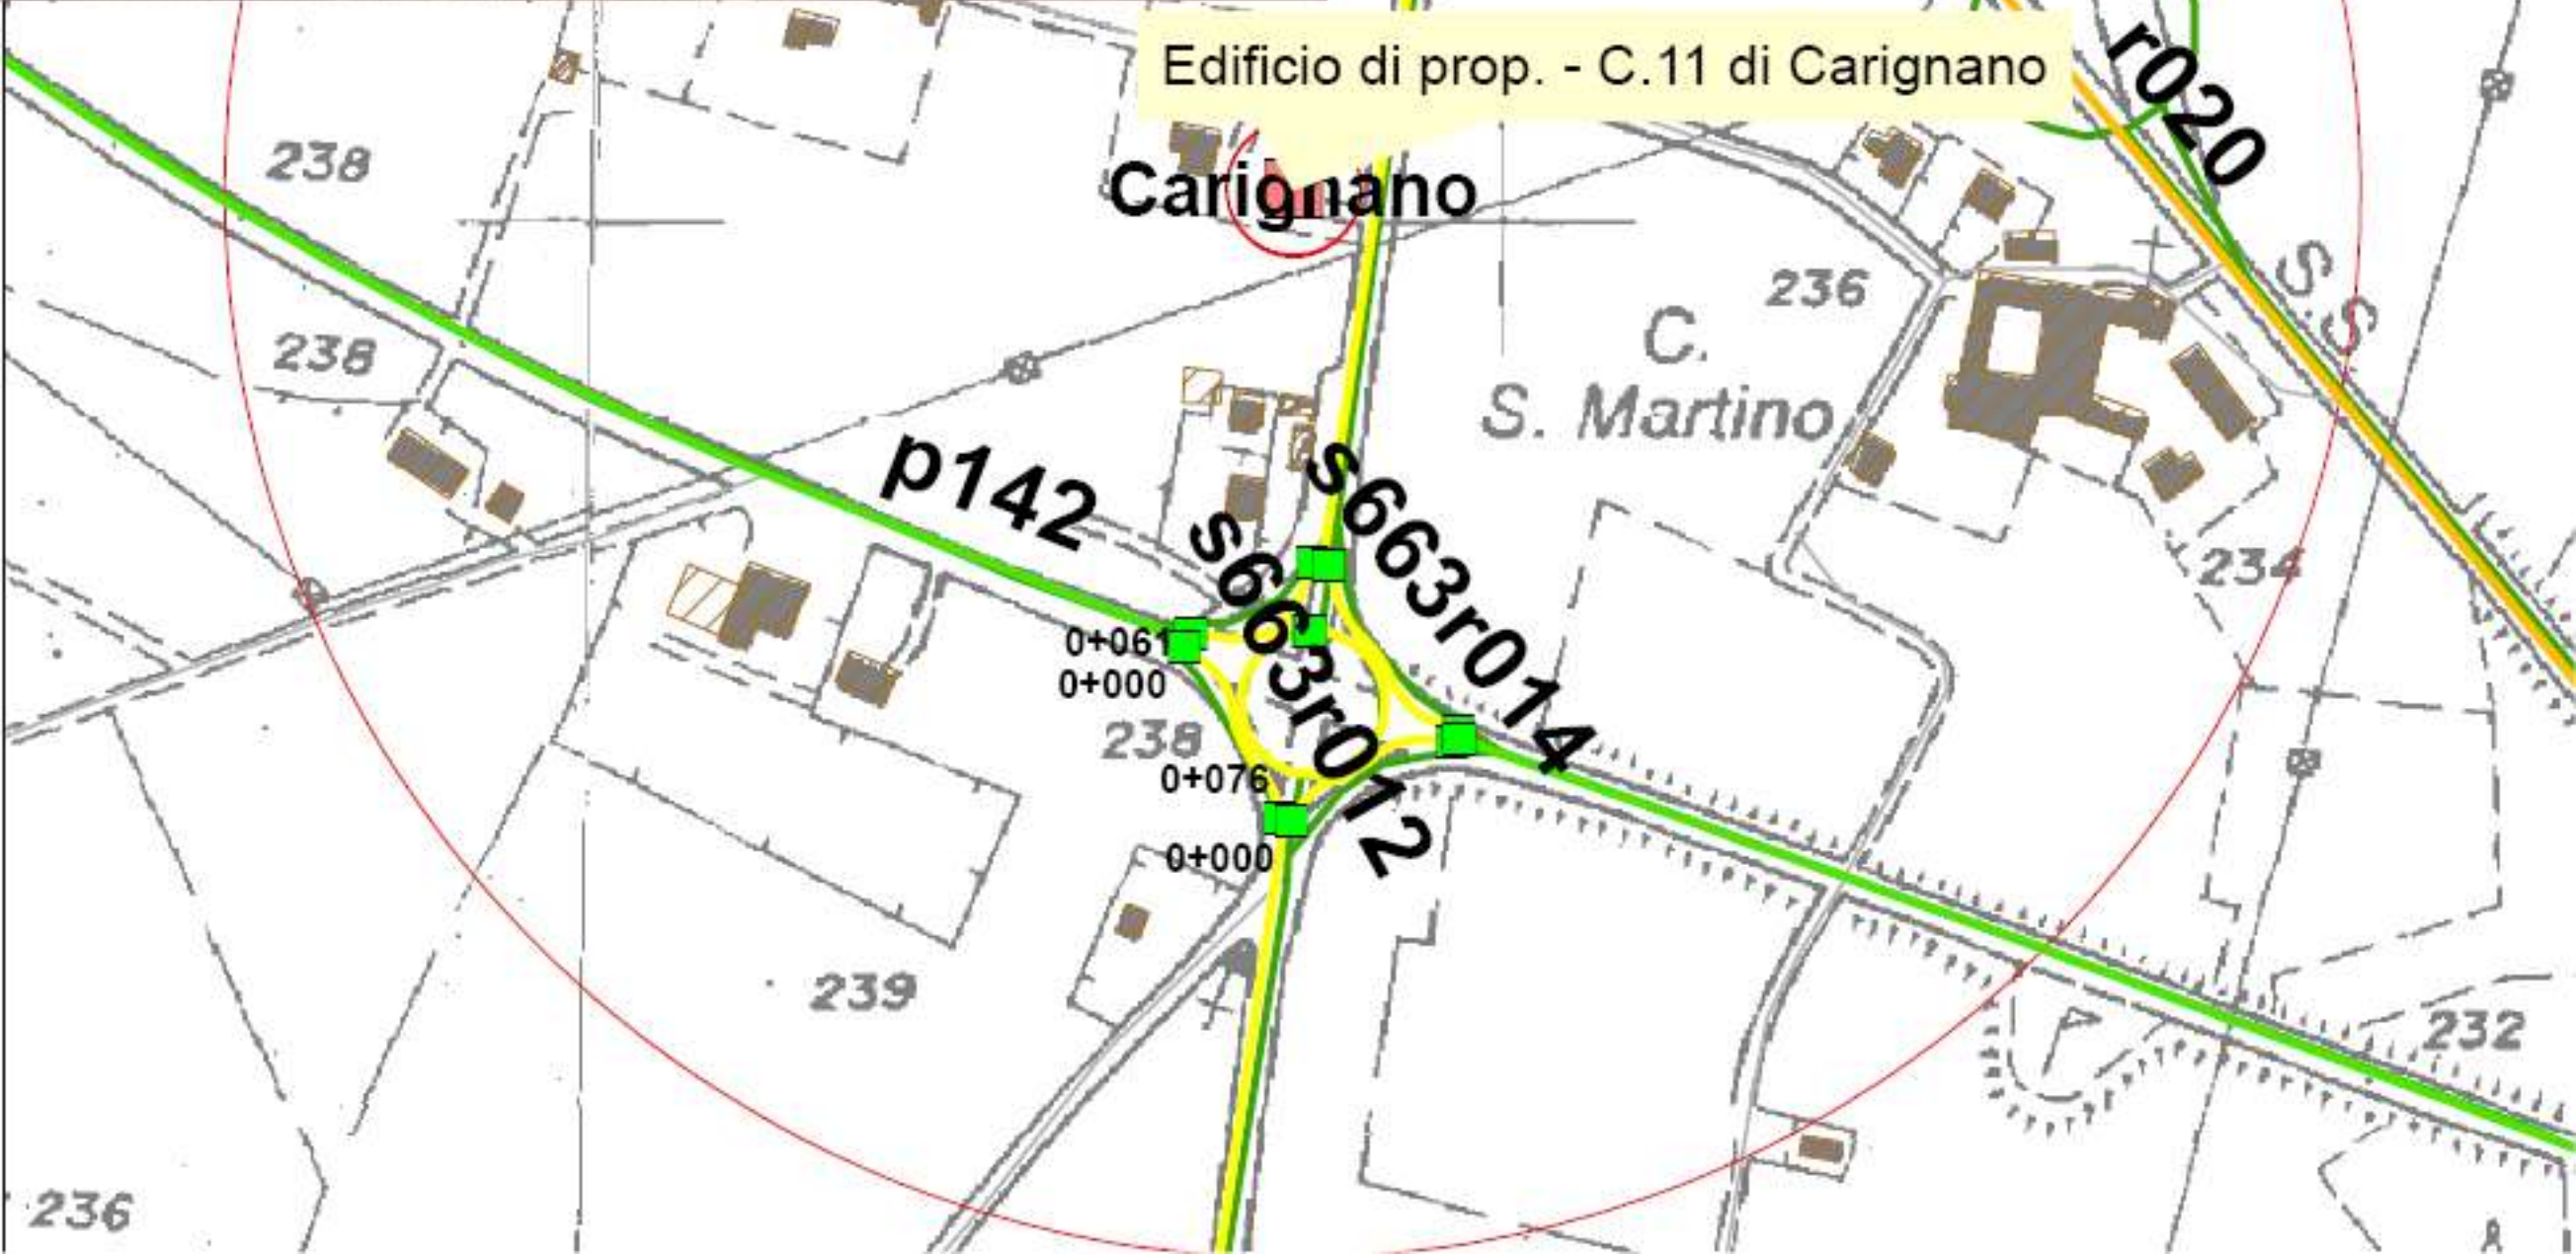 Edificio di prop. - C.11 di Carignano
r020
238
Carignano
236
S.S.
C.
S. Martino
238
p142
s663r014
s663r012
234
0+061
0+000
238
0+076
0+000
239
232
236